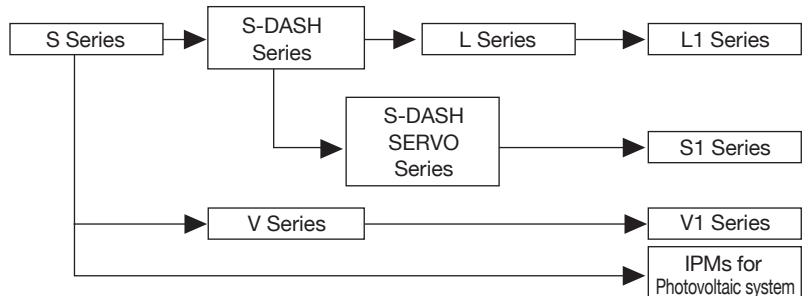 S Series
S-DASH
Series
L Series
L1 Series
S-DASH
SERVO
Series
S1 Series
V Series
V1 Series
IPMs for
Photovoltaic system